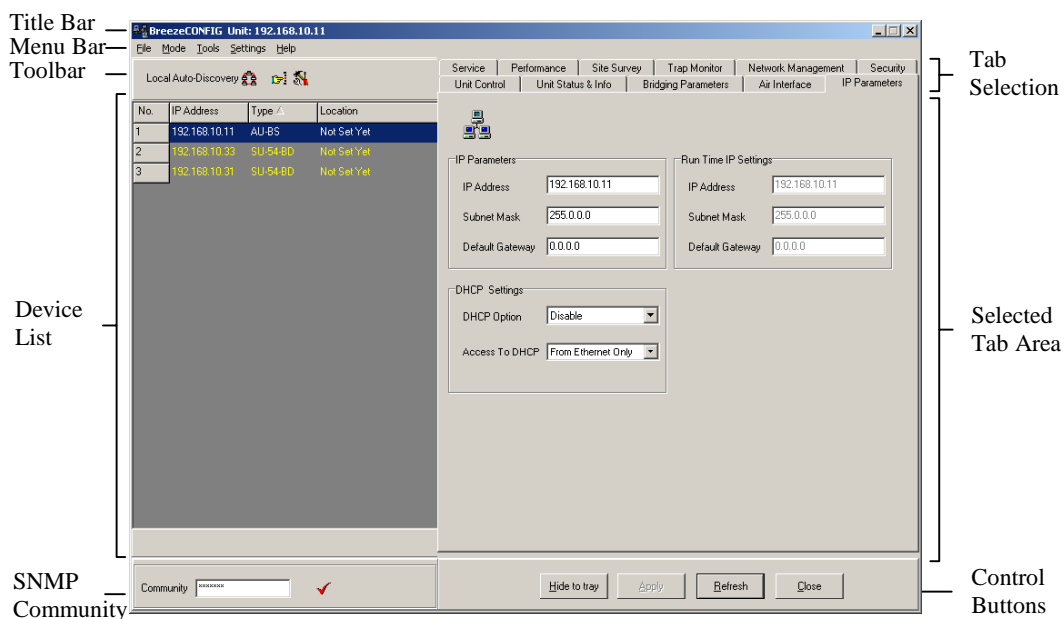 Title Bar
Menu Bar
Toolbar
Device
List
SNMP
Community
BreezeCONFIG Unit: 192.168.10.11
File Mode Tools Settings Help
Local Auto-Discovery
No. IP Address Type Location
1 192.168.10.11 AU-BS Not Set Yet
2 192.168.10.33 SU-54-BD Not Set Yet
3 192.168.10.31 SU-54-BD Not Set Yet
Community xxxxxxx
Service Performance Site Survey Trap Monitor Network Management Security
Unit Control Unit Status & Info Bridging Parameters Air Interface IP Parameters
IP Parameters
IP Address 192.168.10.11
Subnet Mask 255.0.0.0
Default Gateway 0.0.0.0
Run Time IP Settings
IP Address 192.168.10.11
Subnet Mask 255.0.0.0
Default Gateway 0.0.0.0
DHCP Settings
DHCP Option Disable
Access To DHCP From Ethernet Only
Hide to tray Apply Refresh Close
Tab
Selection
Selected
Tab Area
Control
Buttons